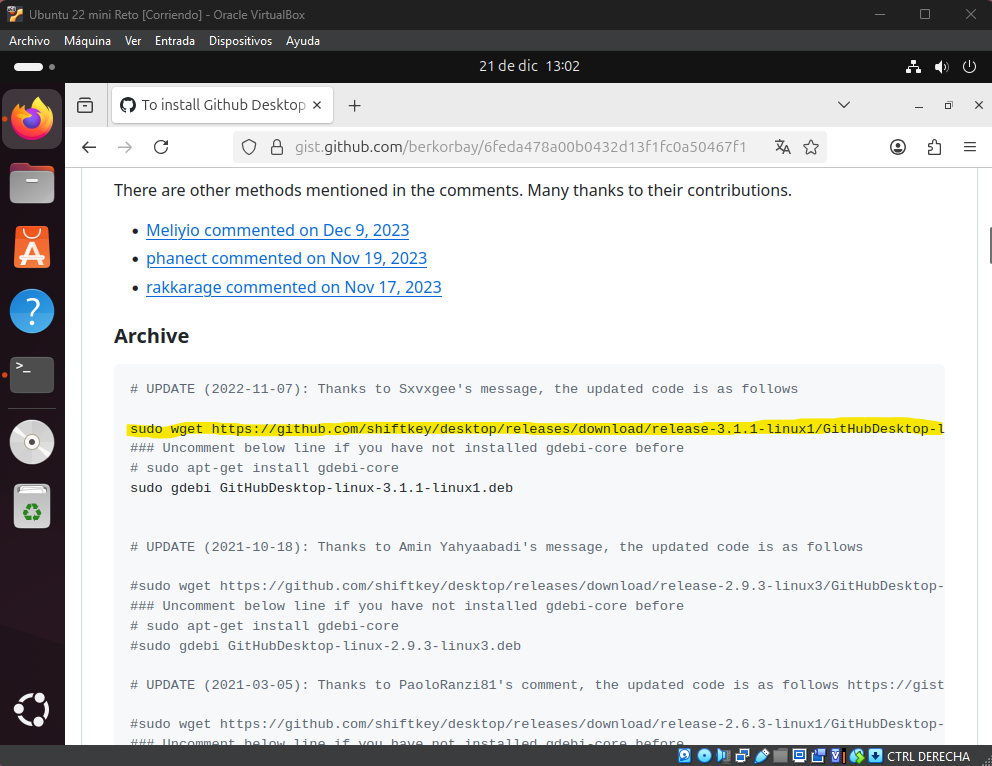 Ubuntu 22 mini Reto [Corriendo] - Oracle VirtualBox
Archivo Máquina Ver Entrada Dispositivos Ayuda
21 de dic 13:02
To install Github Desktop
gist.github.com/berkorbay/6feda478a00b0432d13f1fc0a50467f1
There are other methods mentioned in the comments. Many thanks to their contributions.
• Meliyio commented on Dec 9, 2023
• phanect commented on Nov 19, 2023
• rakkarage commented on Nov 17, 2023
Archive
# UPDATE (2022-11-07): Thanks to Sxvxgee's message, the updated code is as follows
sudo wget https://github.com/shiftkey/desktop/releases/download/release-3.1.1-linux1/GitHubDesktop-l
### Uncomment below line if you have not installed gdebi-core before
# sudo apt-get install gdebi-core
sudo gdebi GitHubDesktop-linux-3.1.1-linux1.deb
# UPDATE (2021-10-18): Thanks to Amin Yahyaabadi's message, the updated code is as follows
#sudo wget https://github.com/shiftkey/desktop/releases/download/release-2.9.3-linux3/GitHubDesktop-
### Uncomment below line if you have not installed gdebi-core before
# sudo apt-get install gdebi-core
#sudo gdebi GitHubDesktop-linux-2.9.3-linux3.deb
# UPDATE (2021-03-05): Thanks to PaoloRanzi81's comment, the updated code is as follows https://gist
#sudo wget https://github.com/shiftkey/desktop/releases/download/release-2.6.3-linux1/GitHubDesktop-
### Uncomment below line if you have not installed gdebi-core before
CTRL DERECHA